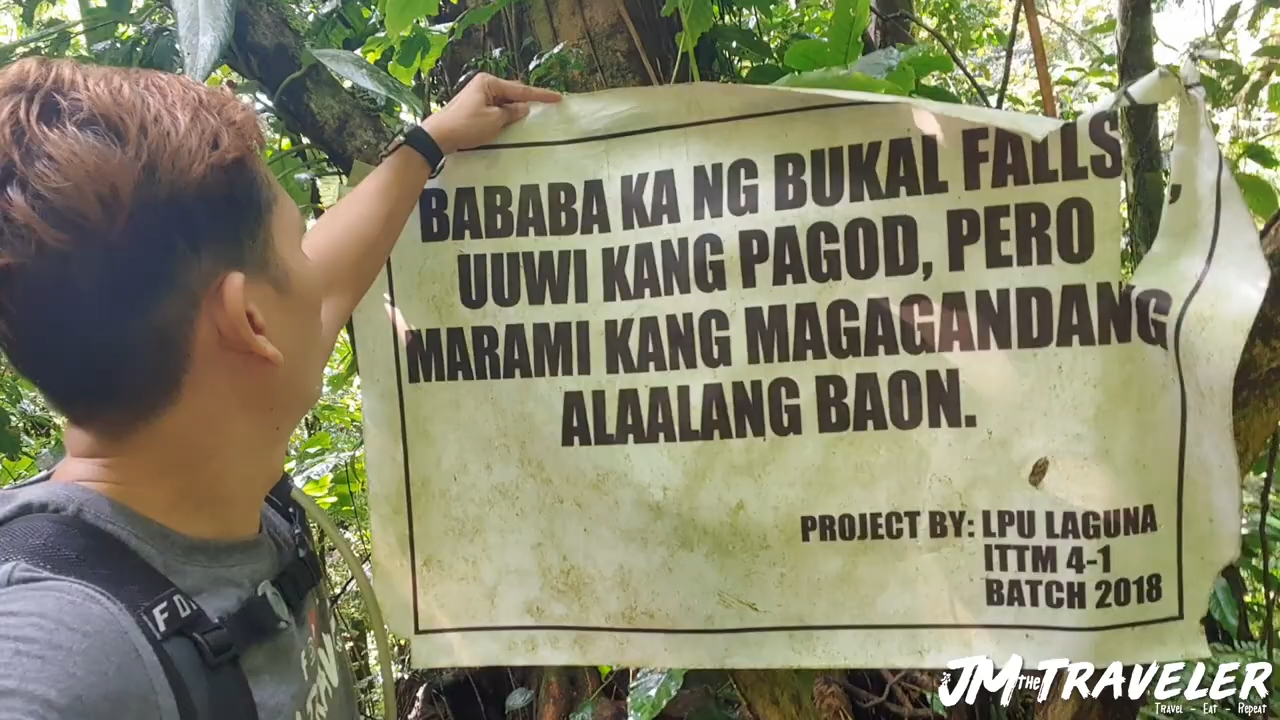 BABABA KA NG BUKAL FALLS,
UUWI KANG PAGOD, PERO
MARAMI KANG MAGAGANDANG
ALAALANG BAON.
PROJECT BY: LPU LAGUNA
ITTM 4-1
BATCH 2018
JM THE TRAVELER
TRAVEL - EAT - REPEAT